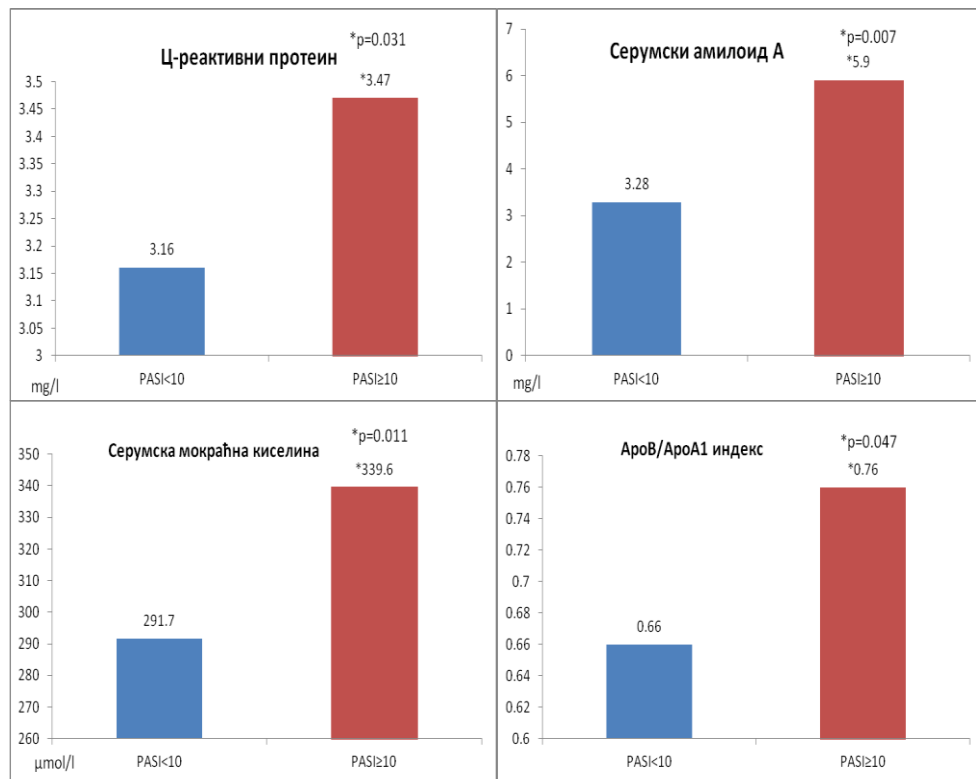 Ц-реактивни протеин
*p=0.031
3.5
3.45
3.4
3.35
3.3
3.25
3.2
3.15
3.1
3.05
3
3.16
*3.47
mg/l
PASI<10
PASI≥10
Серумски амилоид А
*p=0.007
7
6
5
4
3
2
1
0
3.28
*5.9
mg/l
PASI<10
PASI≥10
Серумска мокраћна киселина
*p=0.011
350
340
330
320
310
300
290
280
270
260
291.7
*339.6
µmol/l
PASI<10
PASI≥10
ApoB/ApoA1 индекс
*p=0.047
0.78
0.76
0.74
0.72
0.7
0.68
0.66
0.64
0.62
0.6
0.66
*0.76
PASI<10
PASI≥10